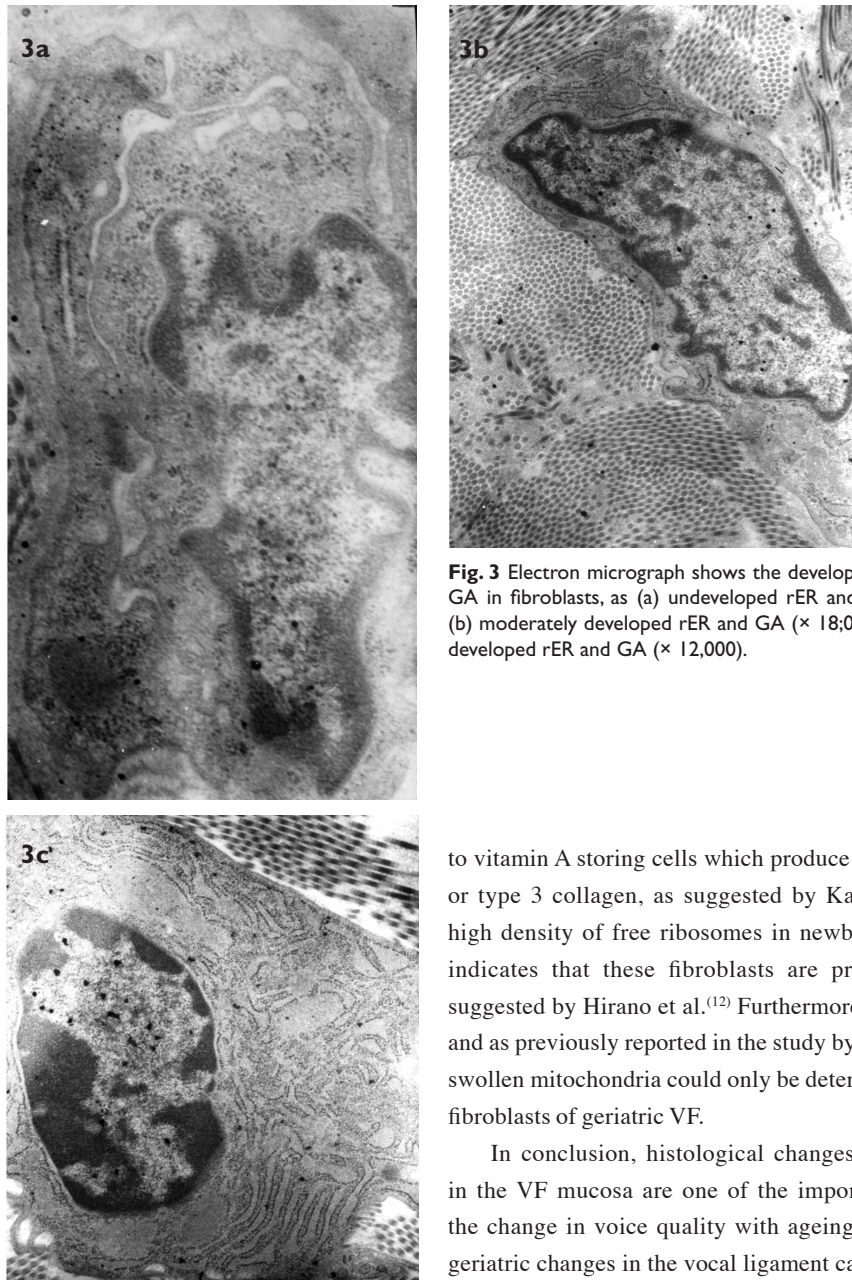 3a
3b
Fig. 3 Electron micrograph shows the develop
GA in fibroblasts, as (a) undeveloped rER and
(b) moderately developed rER and GA (× 18;0
developed rER and GA (× 12,000).
3c
to vitamin A storing cells which produce
or type 3 collagen, as suggested by Ka
high density of free ribosomes in newb
indicates that these fibroblasts are pr
suggested by Hirano et al.(12) Furthermore
and as previously reported in the study by
swollen mitochondria could only be deter
fibroblasts of geriatric VF.
In conclusion, histological changes
in the VF mucosa are one of the impor
the change in voice quality with ageing
geriatric changes in the vocal ligament ca